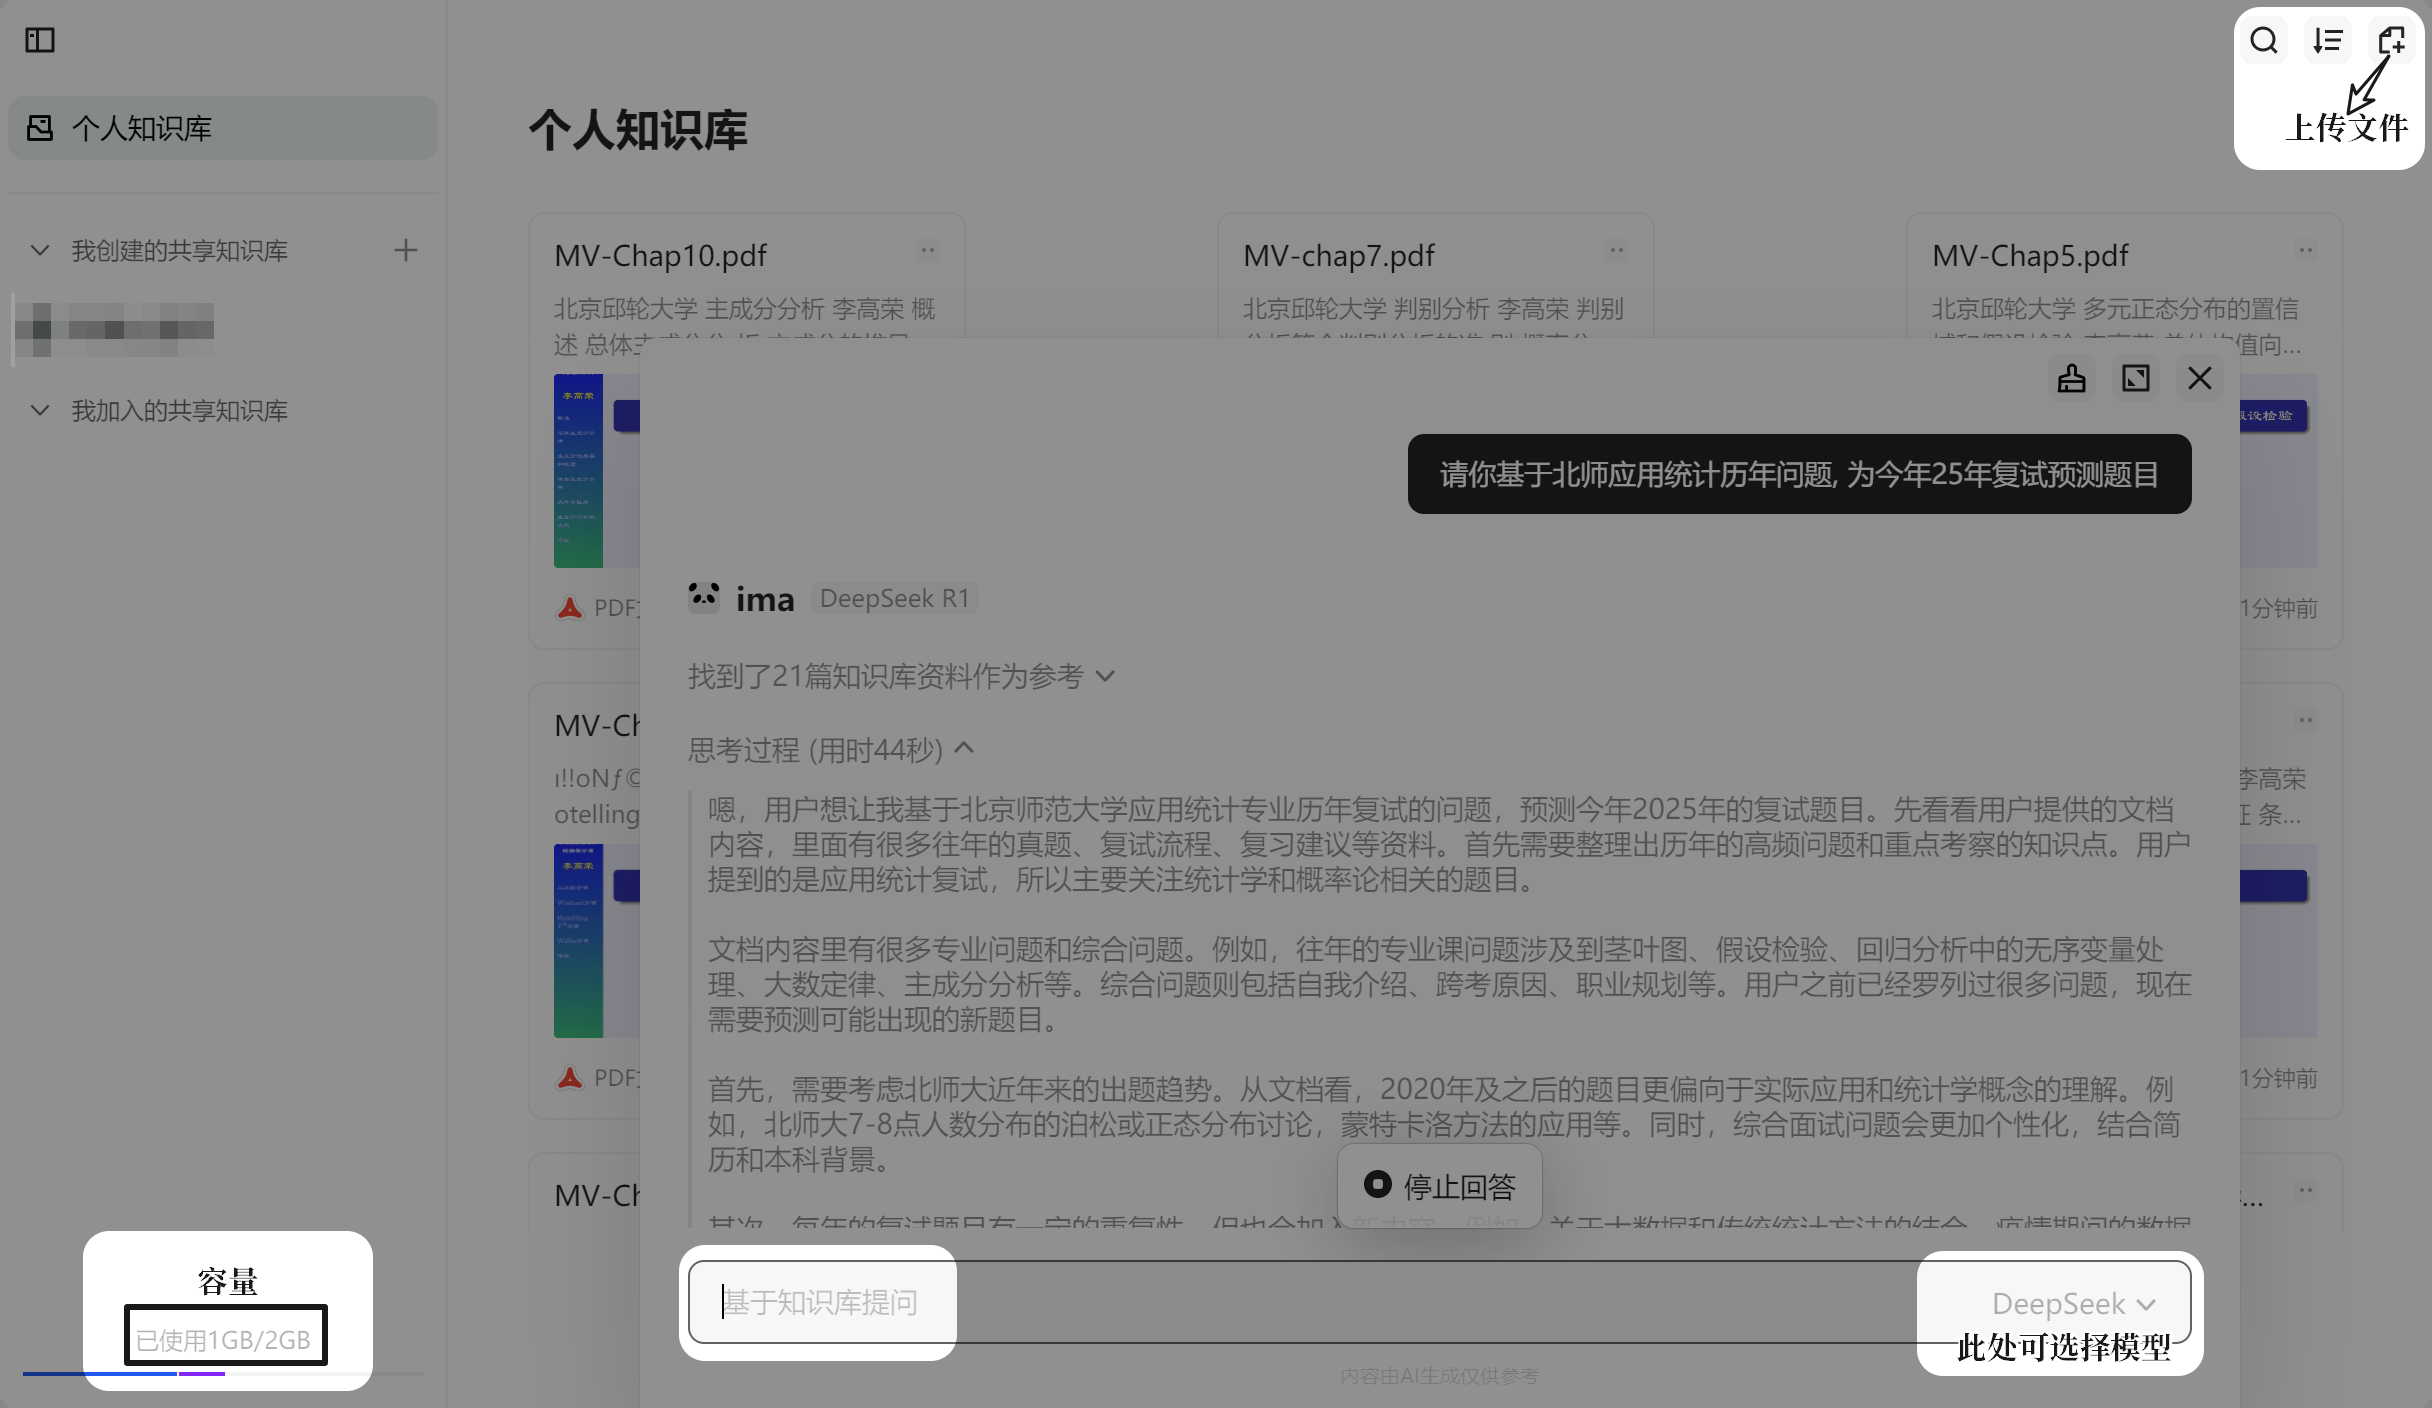 个人知识库
我创建的共享知识库
我加入的共享知识库
容量
已使用1GB/2GB
个人知识库
上传文件
MV-Chap10.pdf
北京邱轮大学 主成分分析 李高荣 概
MV-chap7.pdf
北京邱轮大学 判别分析 李高荣 判别
MV-Chap5.pdf
北京邱轮大学 多元正态分布的置信
值向...
李高荣
设检验
PDF
1分钟前
MV-Ch
otelling
李高荣
李高荣
条...
PDF
1分钟前
MV-Ch
请你基于北师应用统计历年问题, 为今年25年复试预测题目
ima DeepSeek R1
找到了21篇知识库资料作为参考
思考过程 (用时44秒)
嗯，用户想让我基于北京师范大学应用统计专业历年复试的问题，预测今年2025年的复试题目。先看看用户提供的文档
内容，里面有很多往年的真题、复试流程、复习建议等资料。首先需要整理出历年的高频问题和重点考察的知识点。用户
提到的是应用统计复试，所以主要关注统计学和概率论相关的题目。
文档内容里有很多专业问题和综合问题。例如，往年的专业课问题涉及到茎叶图、假设检验、回归分析中的无序变量处
理、大数定律、主成分分析等。综合问题则包括自我介绍、跨考原因、职业规划等。用户之前已经罗列过很多问题，现在
需要预测可能出现的新题目。
首先，需要考虑北师大近年来的出题趋势。从文档看，2020年及之后的题目更偏向于实际应用和统计学概念的理解。例
如，北师大7-8点人数分布的泊松或正态分布讨论，蒙特卡洛方法的应用等。同时，综合面试问题会更加个性化，结合简
历和本科背景。
停止回答
基于知识库提问
DeepSeek
此处可选择模型
内容由AI生成仅供参考